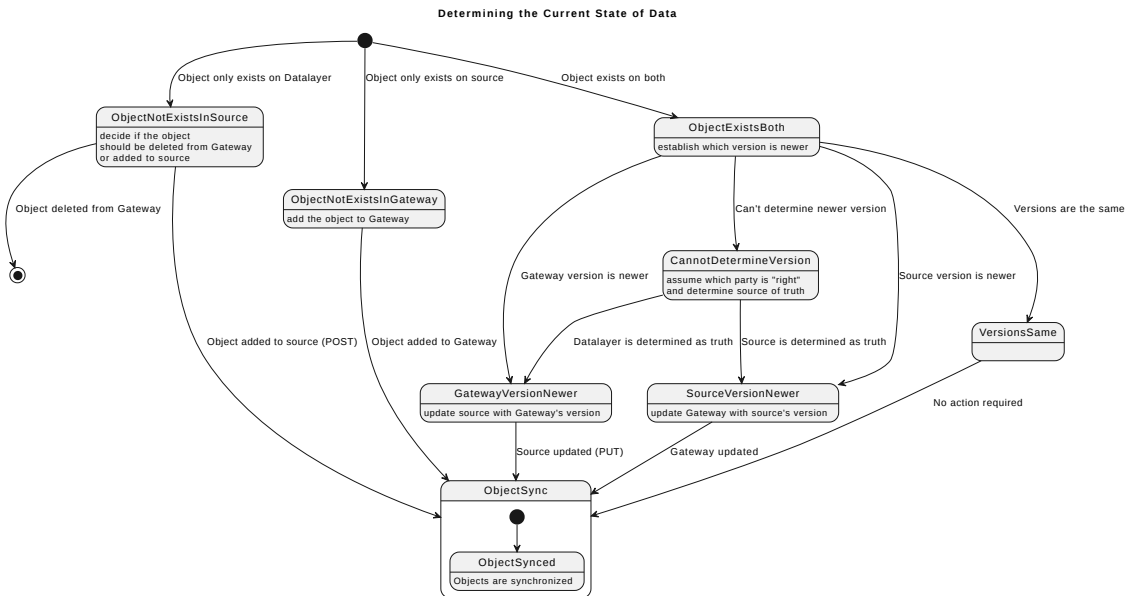 Determining the Current State of Data
Object only exists on Datalayer
Object only exists on source
Object exists on both
ObjectNotExistsInSource
decide if the object
should be deleted from Gateway
or added to source
ObjectExistsBoth
establish which version is newer
ObjectNotExistsInGateway
add the object to Gateway
Object deleted from Gateway
Can't determine newer version
Versions are the same
CannotDetermineVersion
assume which party is "right"
and determine source of truth
Gateway version is newer
Source version is newer
VersionsSame
Object added to source (POST)
Object added to Gateway
Datalayer is determined as truth
Source is determined as truth
GatewayVersionNewer
update source with Gateway's version
SourceVersionNewer
update Gateway with source's version
No action required
Source updated (PUT)
Gateway updated
ObjectSync
ObjectSynced
Objects are synchronized